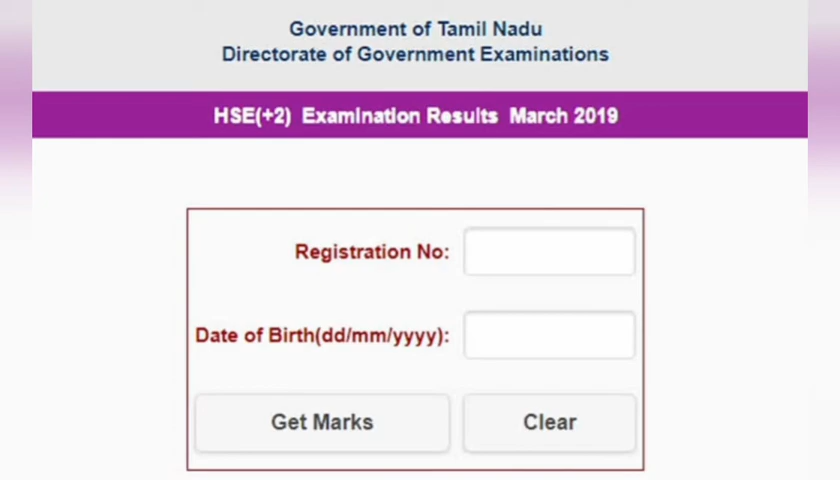 Government of Tamil Nadu
Directorate of Government Examinations
HSE(+2) Examination Results March 2019
Registration No:
Date of Birth(dd/mm/yyyy):
Get Marks Clear